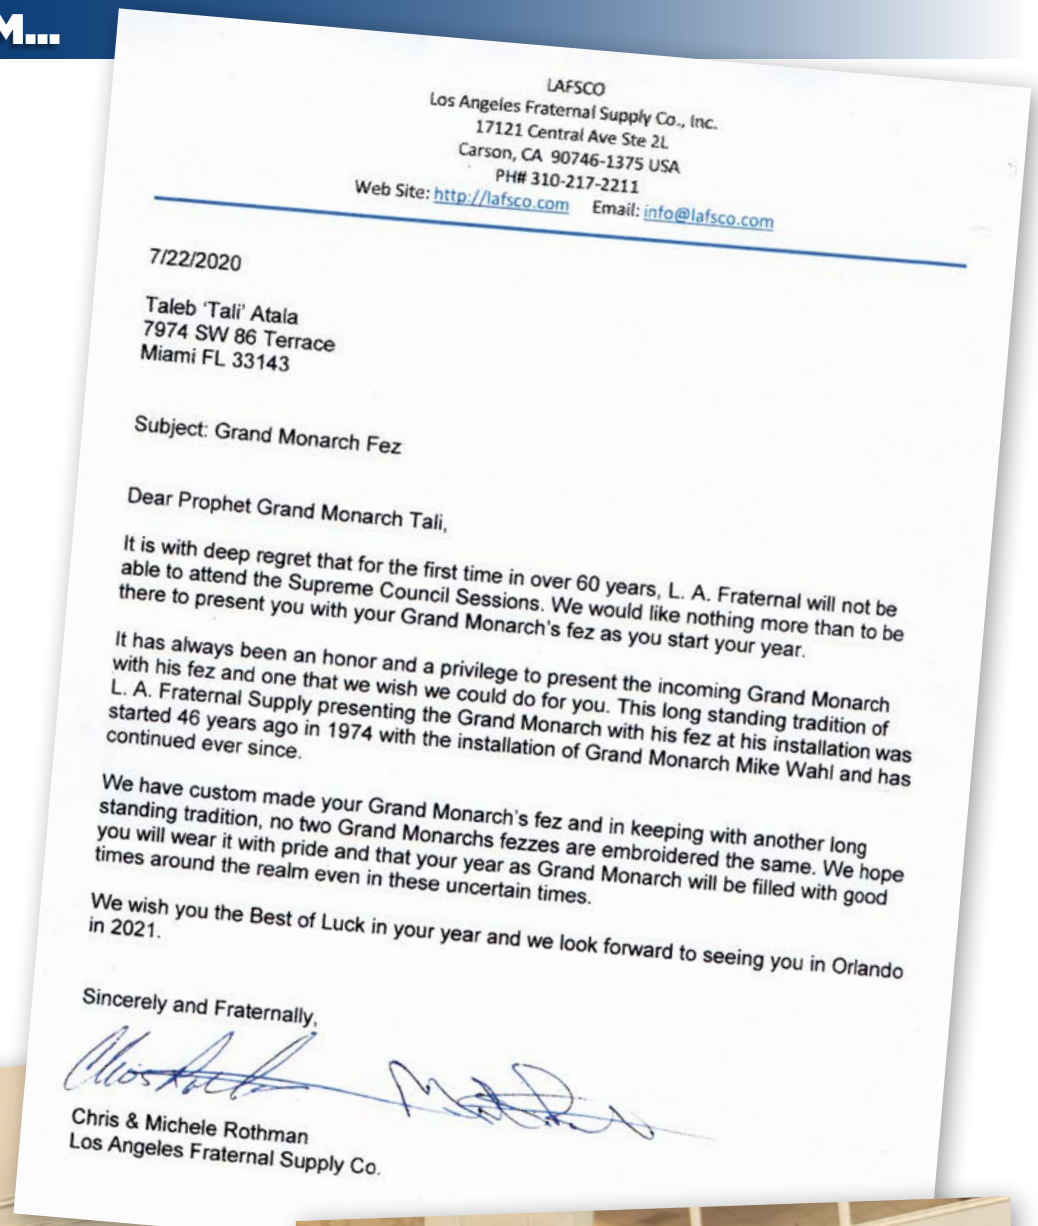 M...
LAFSCO
Los Angeles Fraternal Supply Co., Inc.
17121 Central Ave Ste 2L
Carson, CA 90746-1375 USA
PH# 310-217-2211
Web Site: http://lafsco.com Email: info@lafsco.com
7/22/2020
Taleb 'Tali' Atala
7974 SW 86 Terrace
Miami FL 33143
Subject: Grand Monarch Fez
Dear Prophet Grand Monarch Tali,
It is with deep regret that for the first time in over 60 years, L. A. Fraternal will not be
able to attend the Supreme Council Sessions. We would like nothing more than to be
there to present you with your Grand Monarch's fez as you start your year.
It has always been an honor and a privilege to present the incoming Grand Monarch
with his fez and one that we wish we could do for you. This long standing tradition of
L. A. Fraternal Supply presenting the Grand Monarch with his fez at his installation was
started 46 years ago in 1974 with the installation of Grand Monarch Mike Wahl and has
continued ever since.
We have custom made your Grand Monarch's fez and in keeping with another long
standing tradition, no two Grand Monarchs fezzes are embroidered the same. We hope
you will wear it with pride and that your year as Grand Monarch will be filled with good
times around the realm even in these uncertain times.
We wish you the Best of Luck in your year and we look forward to seeing you in Orlando
in 2021.
Sincerely and Fraternally,
Chris & Michele Rothman
Los Angeles Fraternal Supply Co.